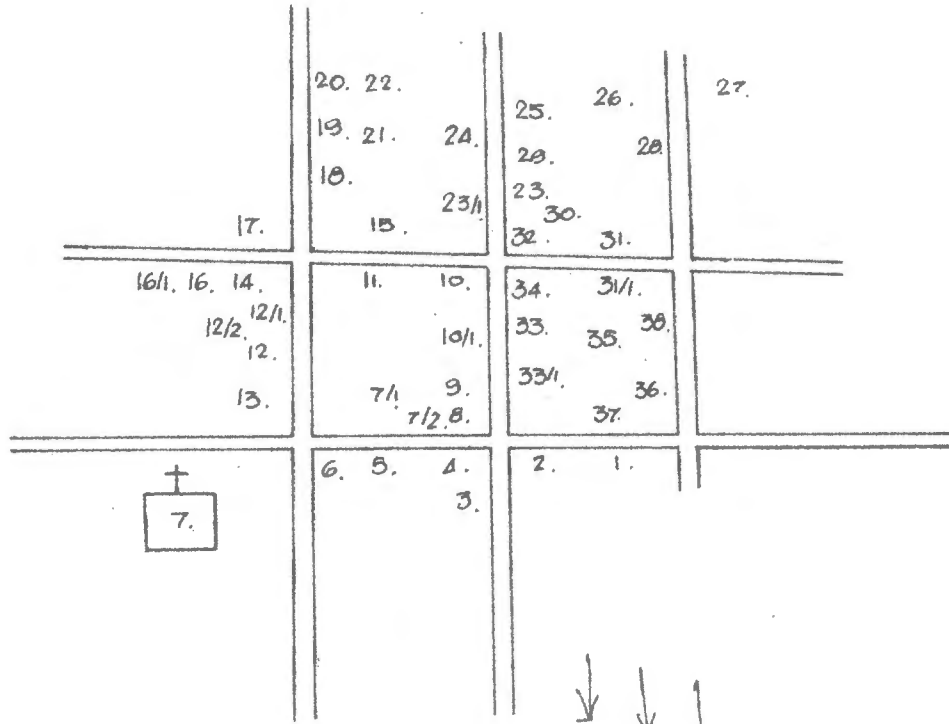 20. 22.
25. 26. 27.
19. 21. 24. 29. 28.
18.
23/1. 23. 30.
17. 15. 32. 31.
16/1. 16. 14. 11. 10. 34. 31/1.
12/2. 12/1. 10/1. 33. 35. 38.
12.
13. 7/1 9. 33/1. 36.
7/2. 8. 37.
6. 5. 4. 2. 1.
3.
7.